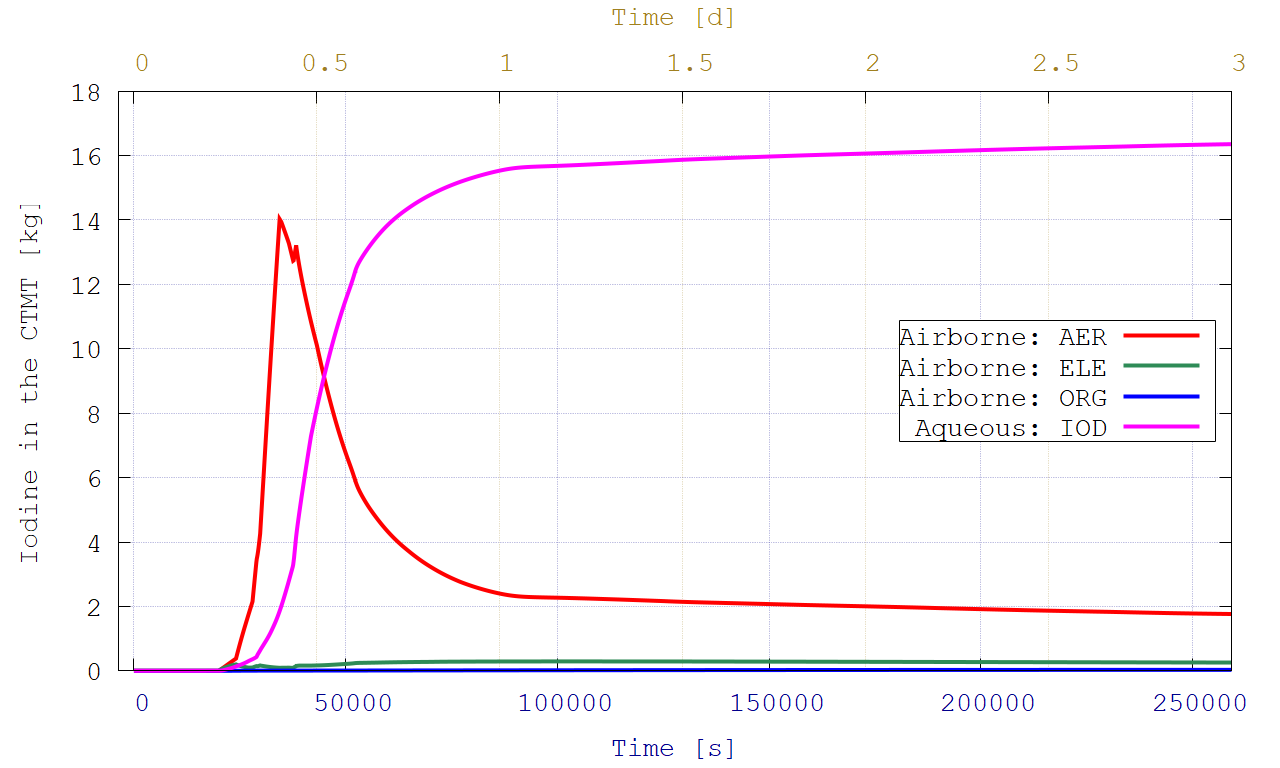 Time [d]
0 0.5 1 1.5 2 2.5 3
18
16
14
12
10
8
6
4
2
0
Iodine in the CTMT [kg]
Airborne: AER
Airborne: ELE
Airborne: ORG
Aqueous: IOD
0 50000 100000 150000 200000 250000
Time [s]